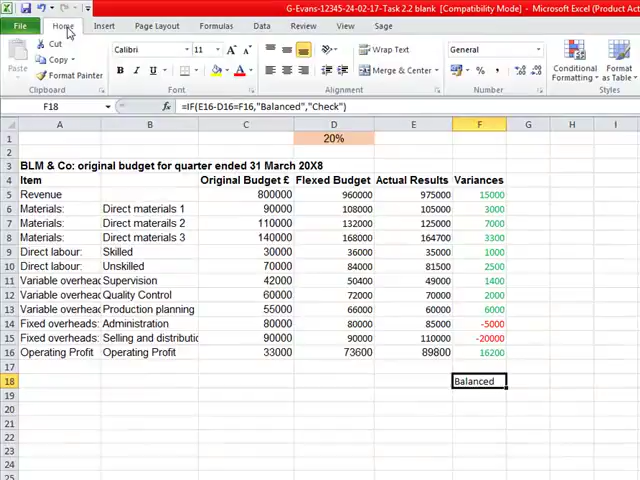 G-Evans-12345-24-02-17-Task 2.2 blank [Compatibility Mode] - Microsoft Excel (Product Ac
File Home Insert Page Layout Formulas Data Review View Sage
Cut
Copy
Format Painter
Paste
Clipboard
Calibri 11
B I U
Font
Wrap Text
Merge & Center
Alignment
General
Number
Conditional Formatting
Format as Table
Styles
F18 fx =IF(E16-D16=F16,"Balanced","Check")
A B C D E F G H I
1 20%
2
3 BLM & Co: original budget for quarter ended 31 March 20X8
4 Item Original Budget £ Flexed Budget Actual Results Variances
5 Revenue 800000 960000 975000 15000
6 Materials: Direct materials 1 90000 108000 105000 3000
7 Materials: Direct materials 2 110000 132000 125000 7000
8 Materials: Direct materials 3 140000 168000 164700 3300
9 Direct labour: Skilled 30000 36000 35000 1000
10 Direct labour: Unskilled 70000 84000 81500 2500
11 Variable overhead Supervision 42000 50400 49000 1400
12 Variable overhead Quality Control 60000 72000 70000 2000
13 Variable overhead Production planning 55000 66000 60000 6000
14 Fixed overheads: Administration 80000 80000 85000 -5000
15 Fixed overheads: Selling and distributio 90000 90000 110000 -20000
16 Operating Profit Operating Profit 33000 73600 89800 16200
17
18 Balanced
19
20
21
22
23
24
25